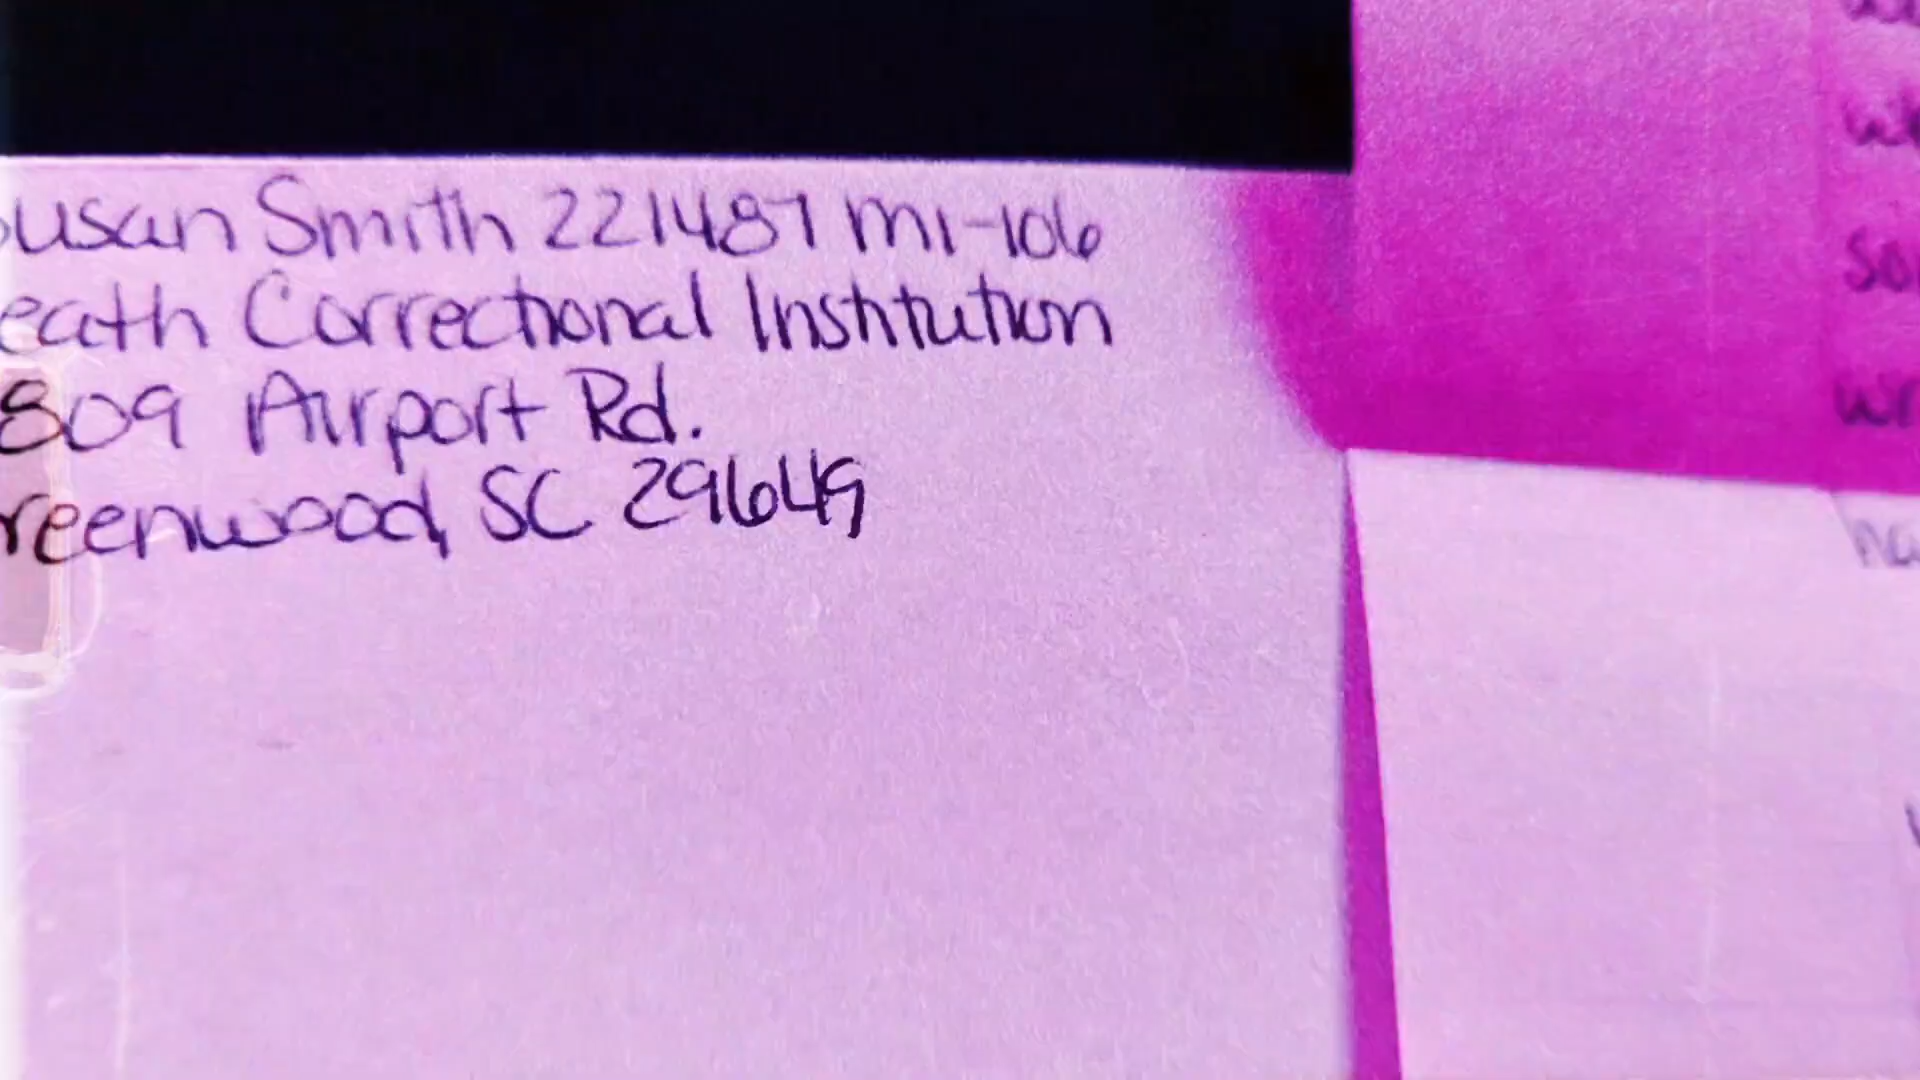 usan Smith 221487 M1-106
eath Correctional Institution
809 Airport Rd.
reenwood, SC 29649